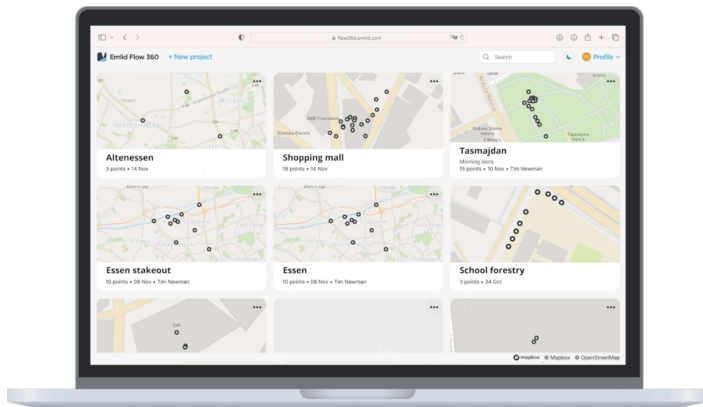 flow360.emlid.com
Emlid Flow 360
+ New project
Search
Profile
Altenessen
3 points • 14 Nov
Shopping mall
18 points • 14 Nov
Tasmajdan
Morning tests
15 points • 10 Nov • Tim Newman
Essen stakeout
10 points • 08 Nov • Tim Newman
Essen
10 points • 08 Nov • Tim Newman
School forestry
9 points • 24 Oct
mapbox © Mapbox © OpenStreetMap